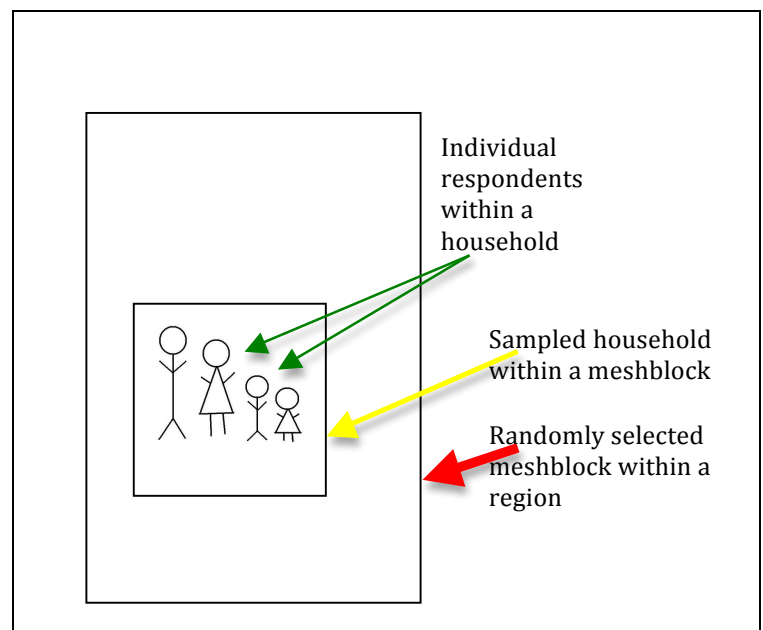 Individual
respondents
within a
household
Sampled household
within a meshblock
Randomly selected
meshblock within a
region